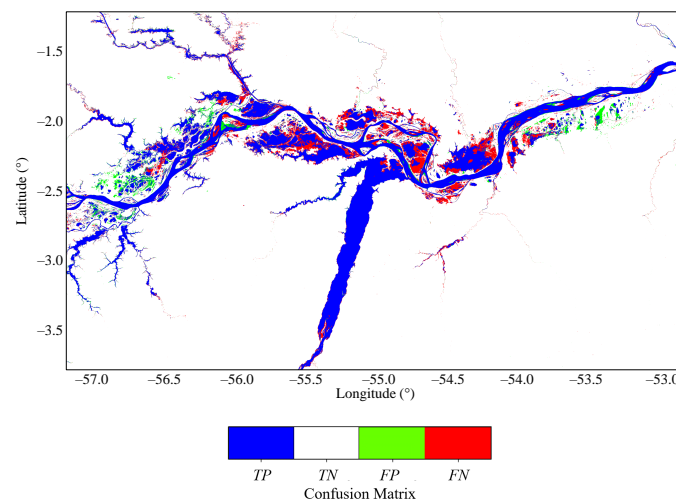 −1.5
−2.0
−2.5
−3.0
−3.5
Latitude (°)
−57.0 −56.5 −56.0 −55.5 −55.0 −54.5 −54.0 −53.5 −53.0
Longitude (°)
TP TN FP FN
Confusion Matrix